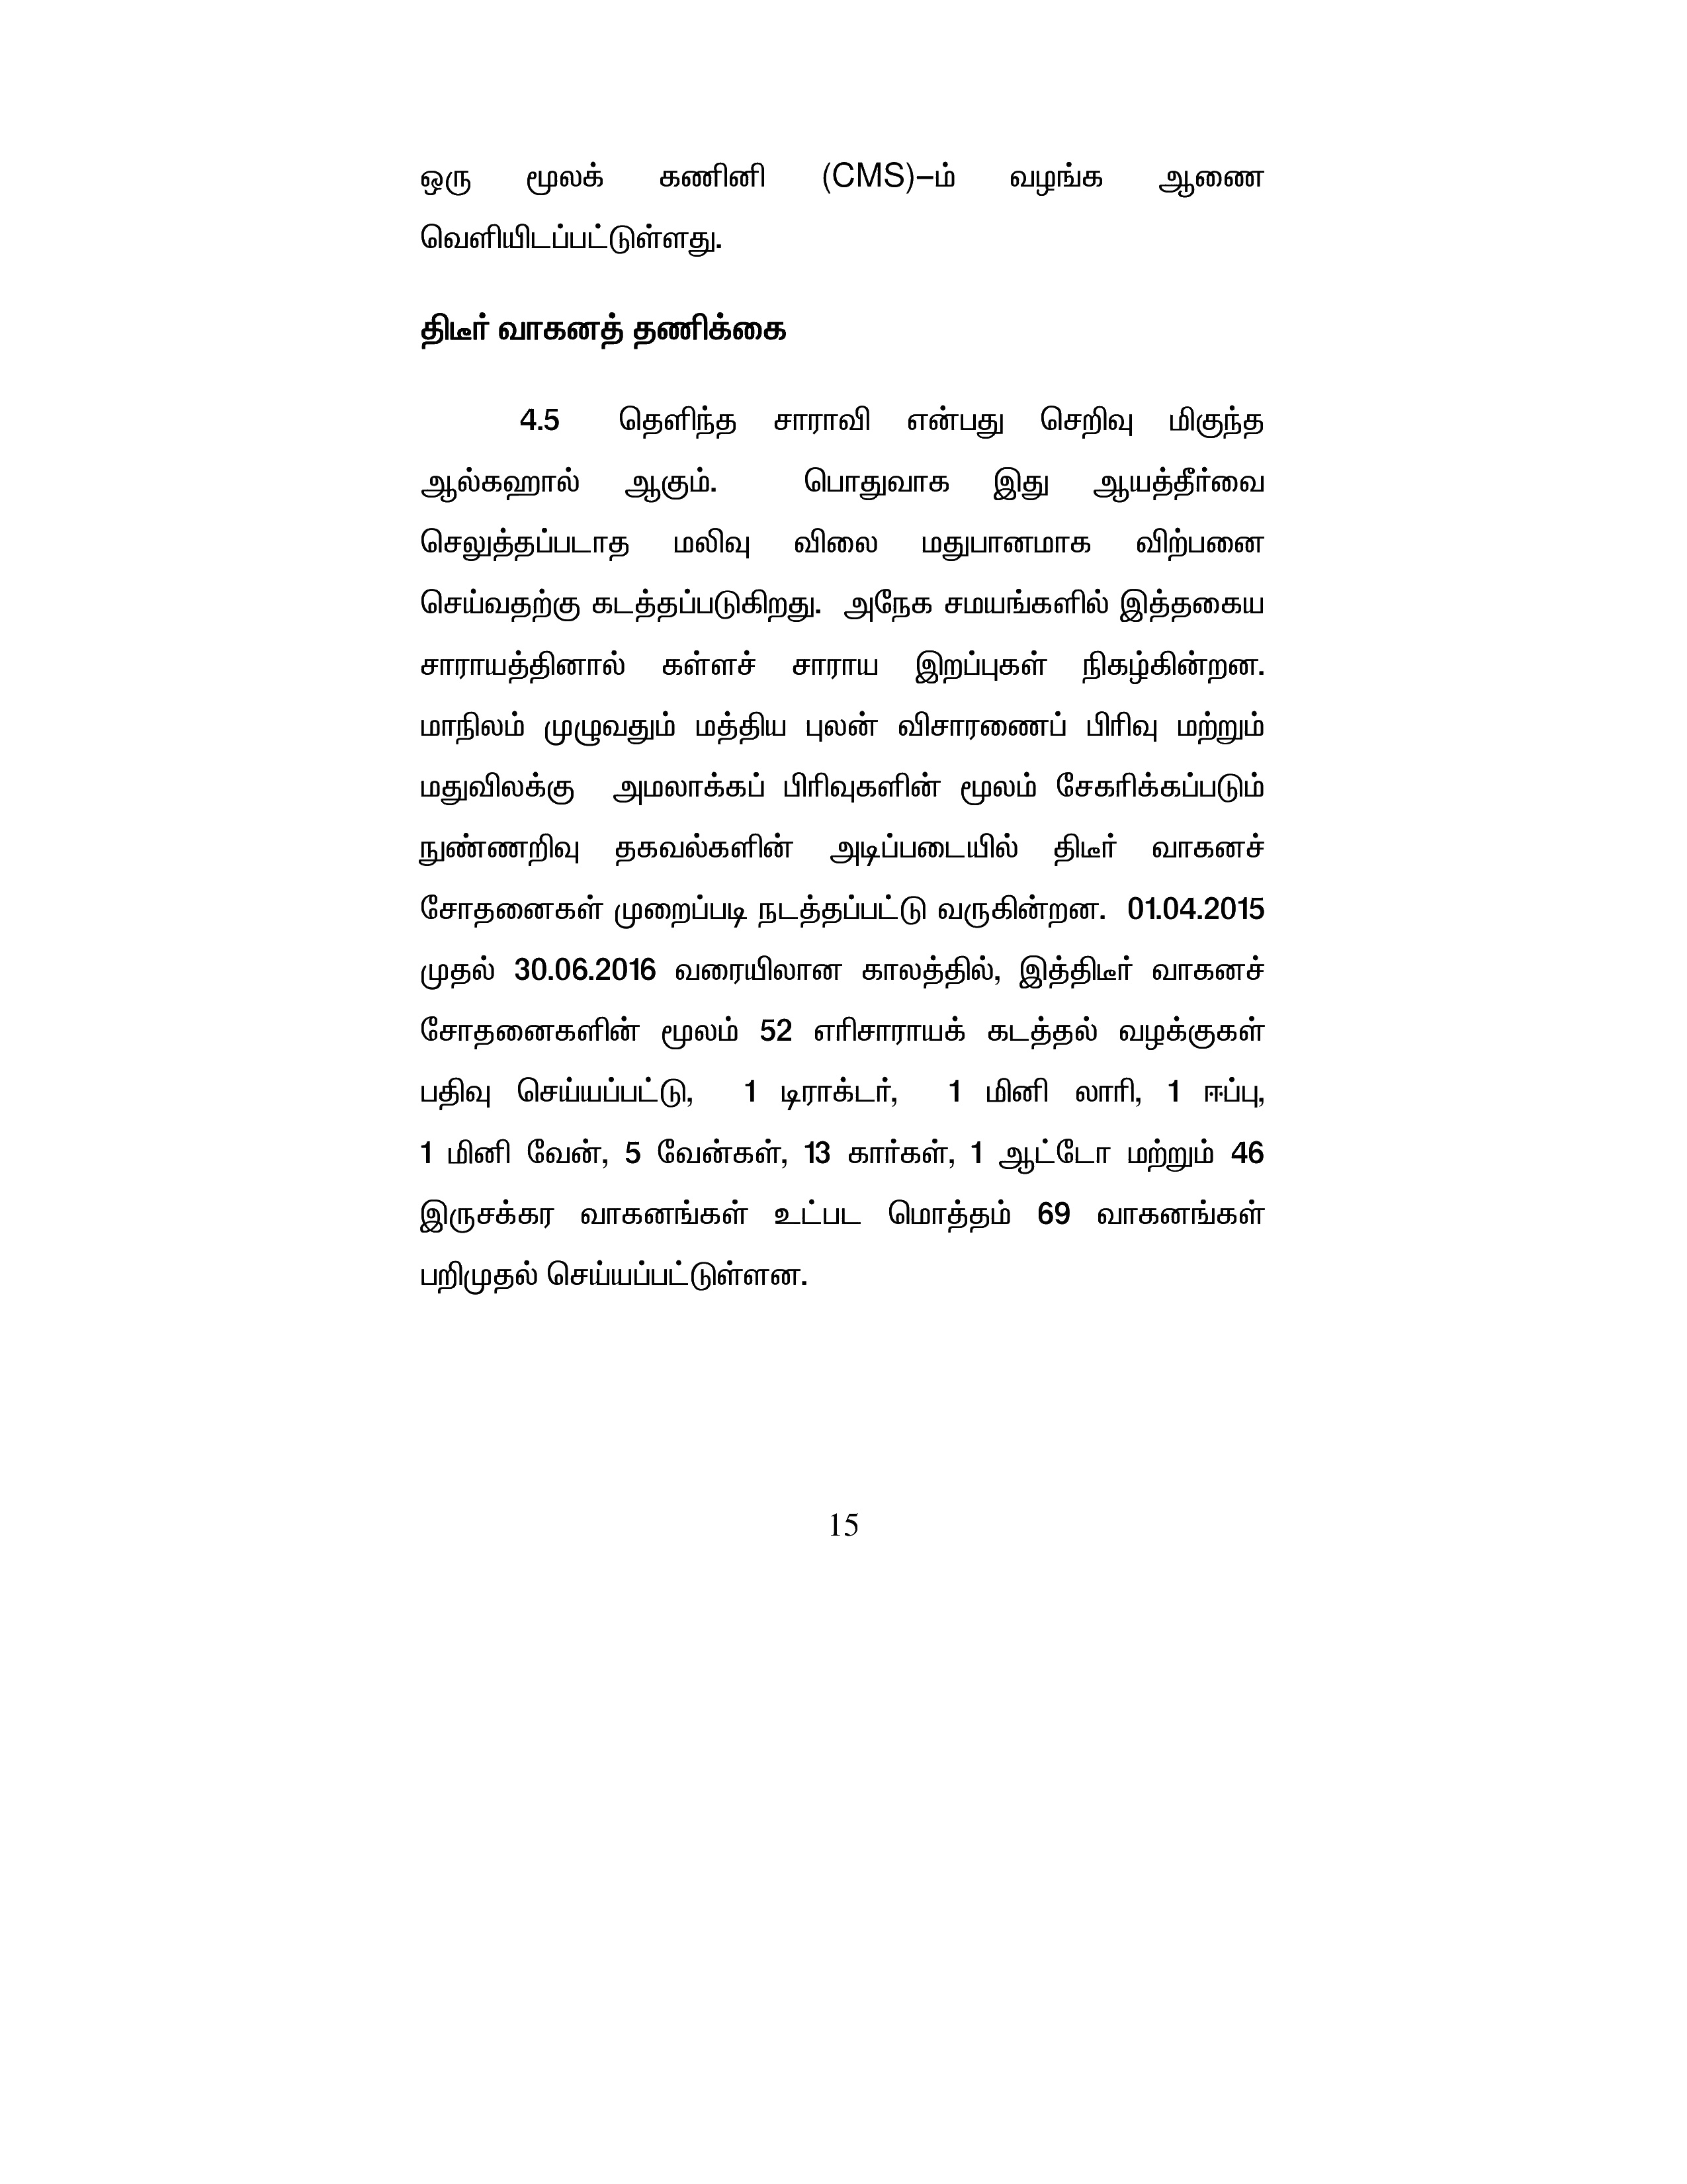 ஒரு மூலக் கணினி (CMS)–ம் வழங்க ஆணை
வெளியிடப்பட்டுள்ளது.
திடீர் வாகனத் தணிக்கை
4.5 தெளிந்த சாராவி என்பது செறிவு மிகுந்த
ஆல்கஹால் ஆகும். பொதுவாக இது ஆயத்தீர்வை
செலுத்தப்படாத மலிவு விலை மதுபானமாக விற்பனை
செய்வதற்கு கடத்தப்படுகிறது. அநேக சமயங்களில் இத்தகைய
சாராயத்தினால் கள்ளச் சாராய இறப்புகள் நிகழ்கின்றன.
மாநிலம் முழுவதும் மத்திய புலன் விசாரணைப் பிரிவு மற்றும்
மதுவிலக்கு அமலாக்கப் பிரிவுகளின் மூலம் சேகரிக்கப்படும்
நுண்ணறிவு தகவல்களின் அடிப்படையில் திடீர் வாகனச்
சோதனைகள் முறைப்படி நடத்தப்பட்டு வருகின்றன. 01.04.2015
முதல் 30.06.2016 வரையிலான காலத்தில், இத்திடீர் வாகனச்
சோதனைகளின் மூலம் 52 எரிசாராயக் கடத்தல் வழக்குகள்
பதிவு செய்யப்பட்டு, 1 டிராக்டர், 1 மினி லாரி, 1 ஈப்பு,
1 மினி வேன், 5 வேன்கள், 13 கார்கள், 1 ஆட்டோ மற்றும் 46
இருசக்கர வாகனங்கள் உட்பட மொத்தம் 69 வாகனங்கள்
பறிமுதல் செய்யப்பட்டுள்ளன.
15